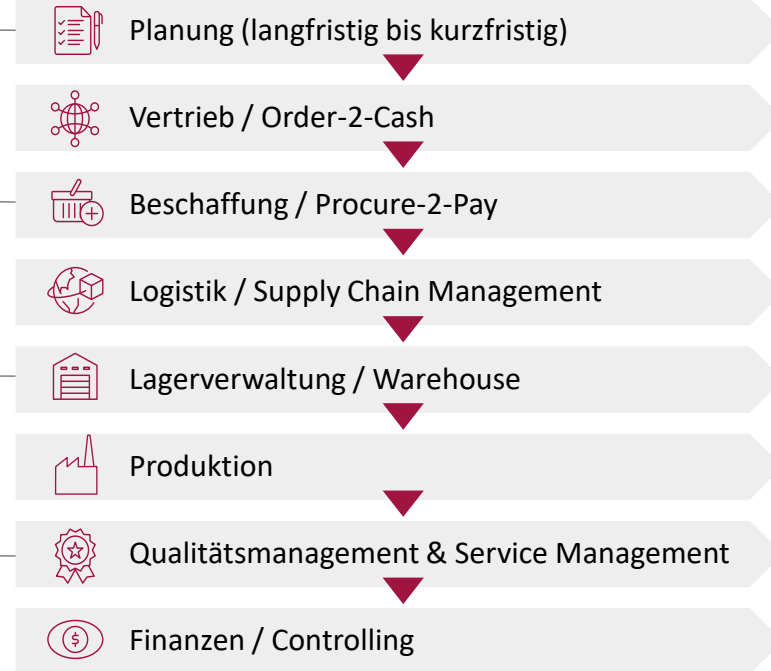 Planung (langfristig bis kurzfristig)
Vertrieb / Order-2-Cash
Beschaffung / Procure-2-Pay
Logistik / Supply Chain Management
Lagerverwaltung / Warehouse
Produktion
Qualitätsmanagement & Service Management
Finanzen / Controlling